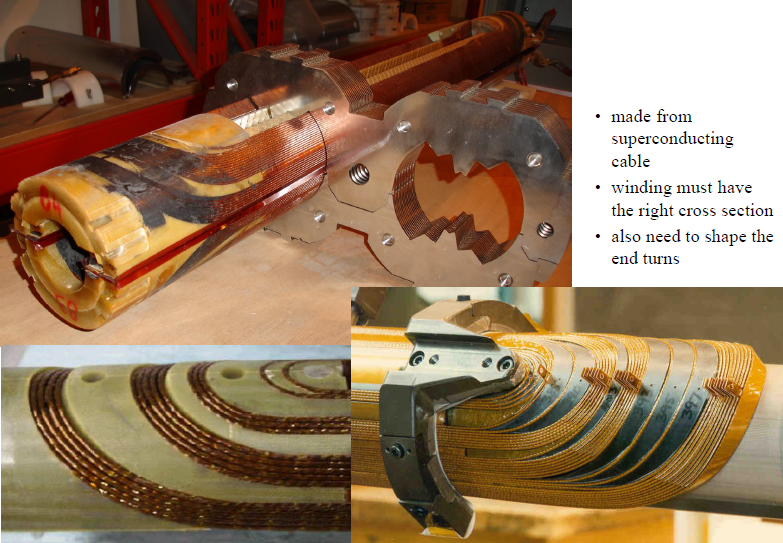 • made from
superconducting
cable
• winding must have
the right cross section
• also need to shape the
end turns